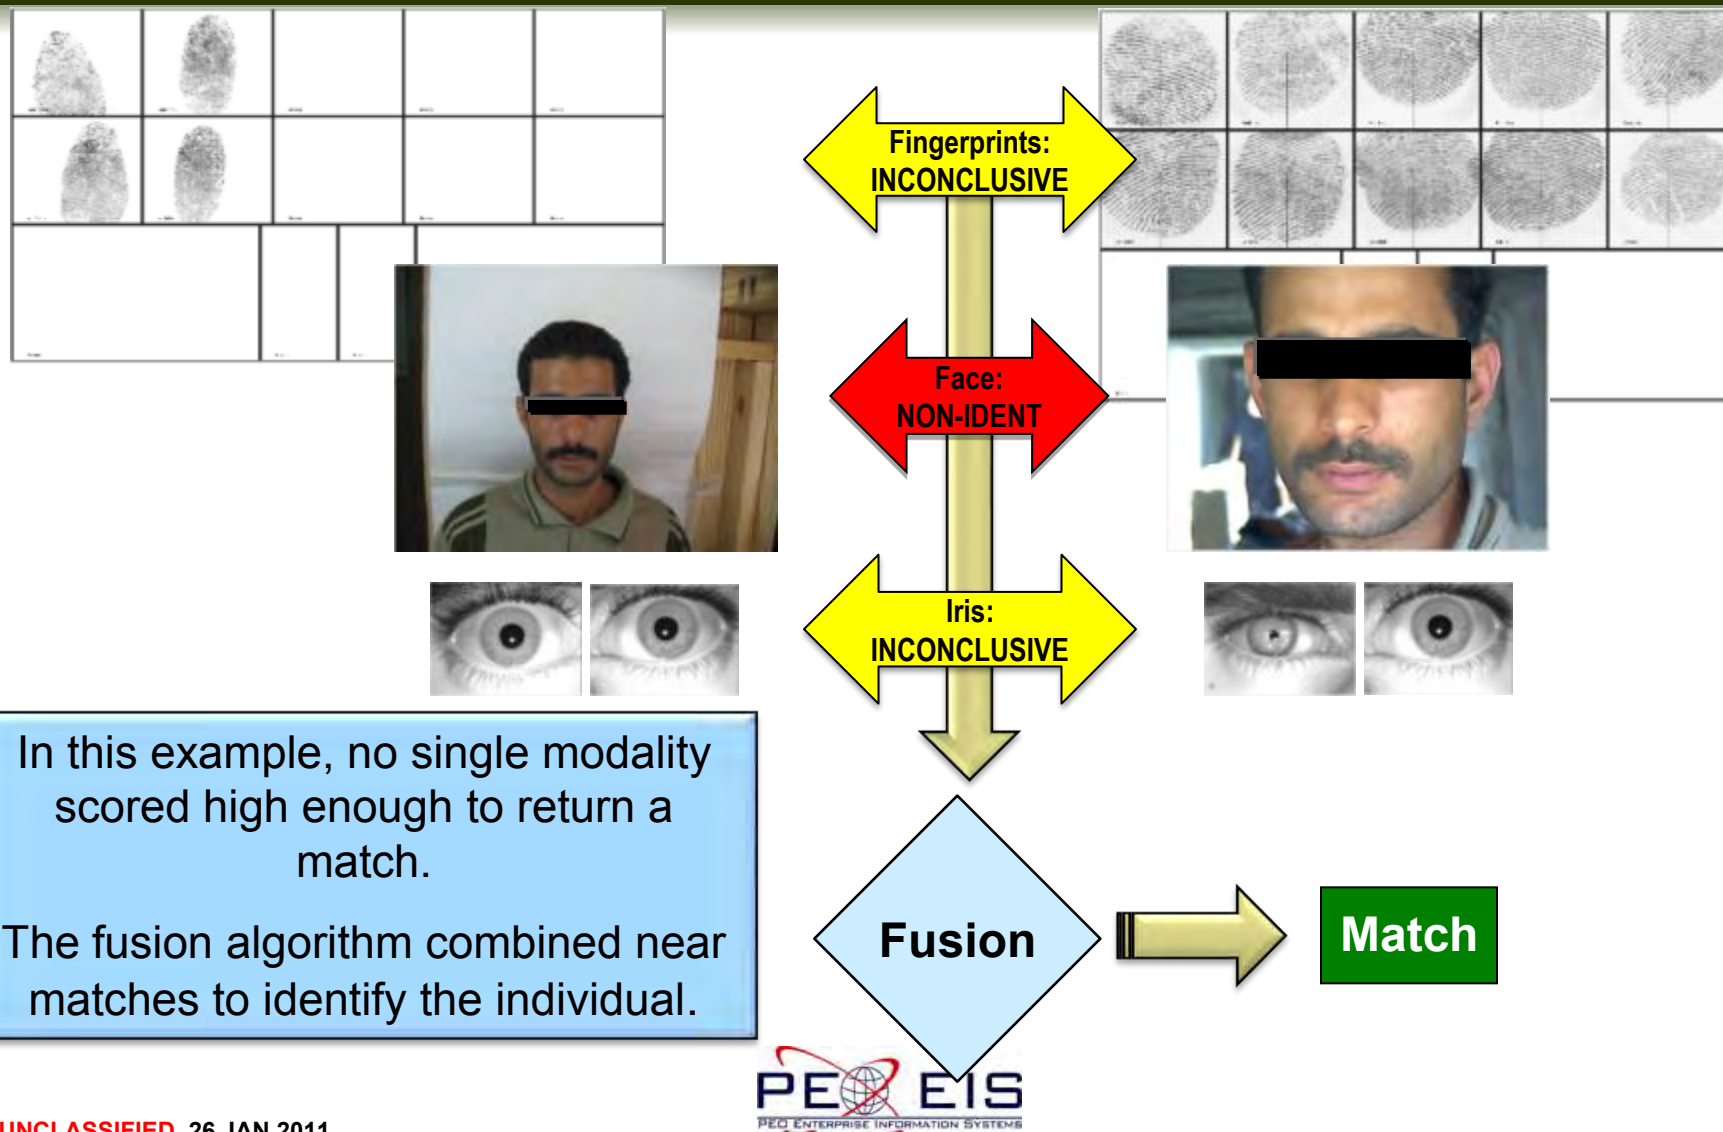 Fingerprints:
INCONCLUSIVE
Face:
NON-IDENT
Iris:
INCONCLUSIVE
In this example, no single modality
scored high enough to return a
match.
The fusion algorithm combined near
matches to identify the individual.
Fusion
Match
PEO EIS
PEO ENTERPRISE INFORMATION SYSTEMS
UNCLASSIFIED 26 JAN 2011